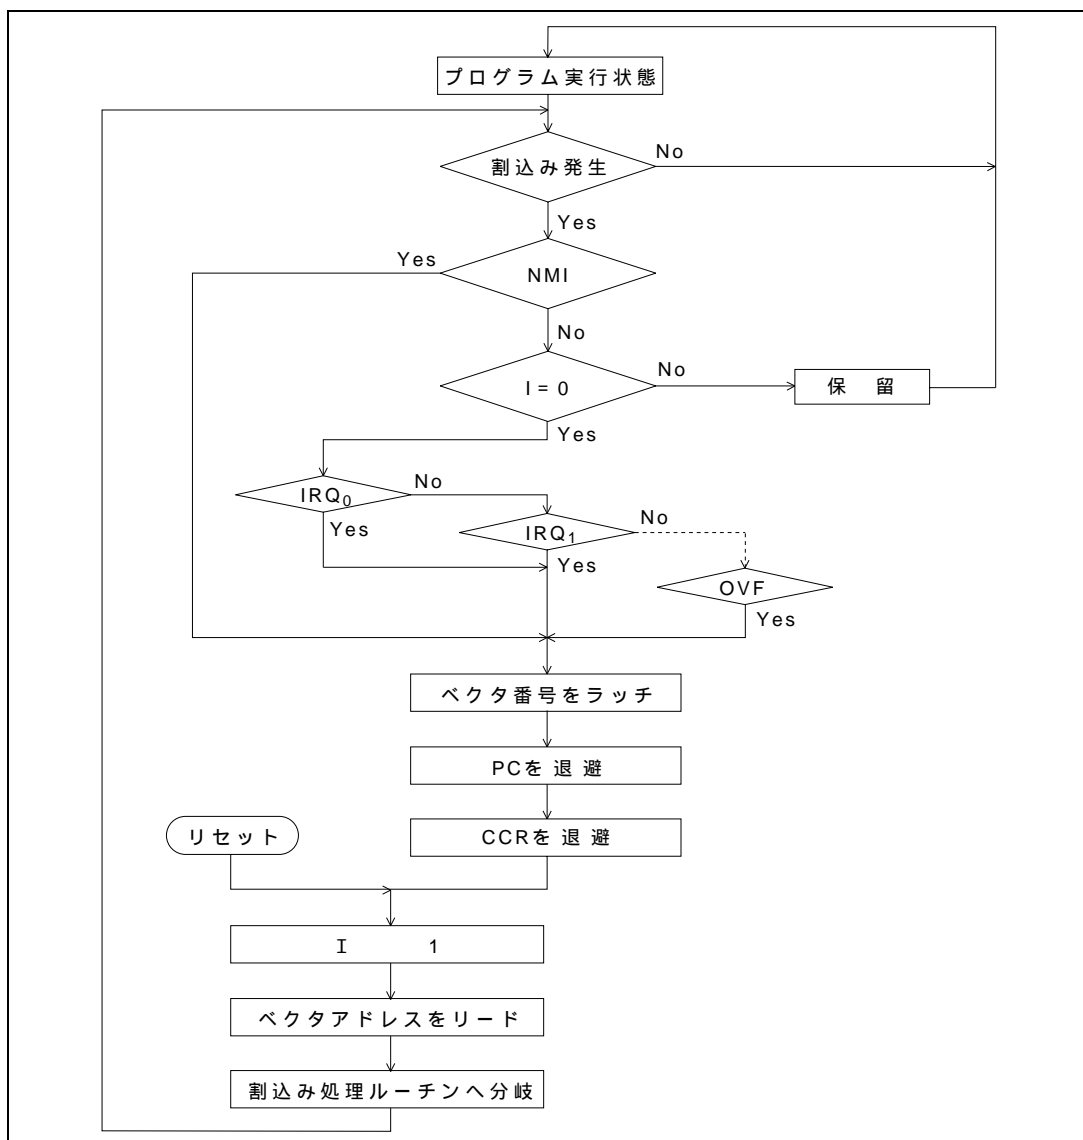 プログラム実行状態
割込み発生
No
Yes
Yes
NMI
No
I = 0
No
保 留
Yes
IRQ0
No
Yes
IRQ1
No
Yes
OVF
Yes
ベクタ番号をラッチ
PCを退避
CCRを退避
リセット
I 1
ベクタアドレスをリード
割込み処理ルーチンへ分岐